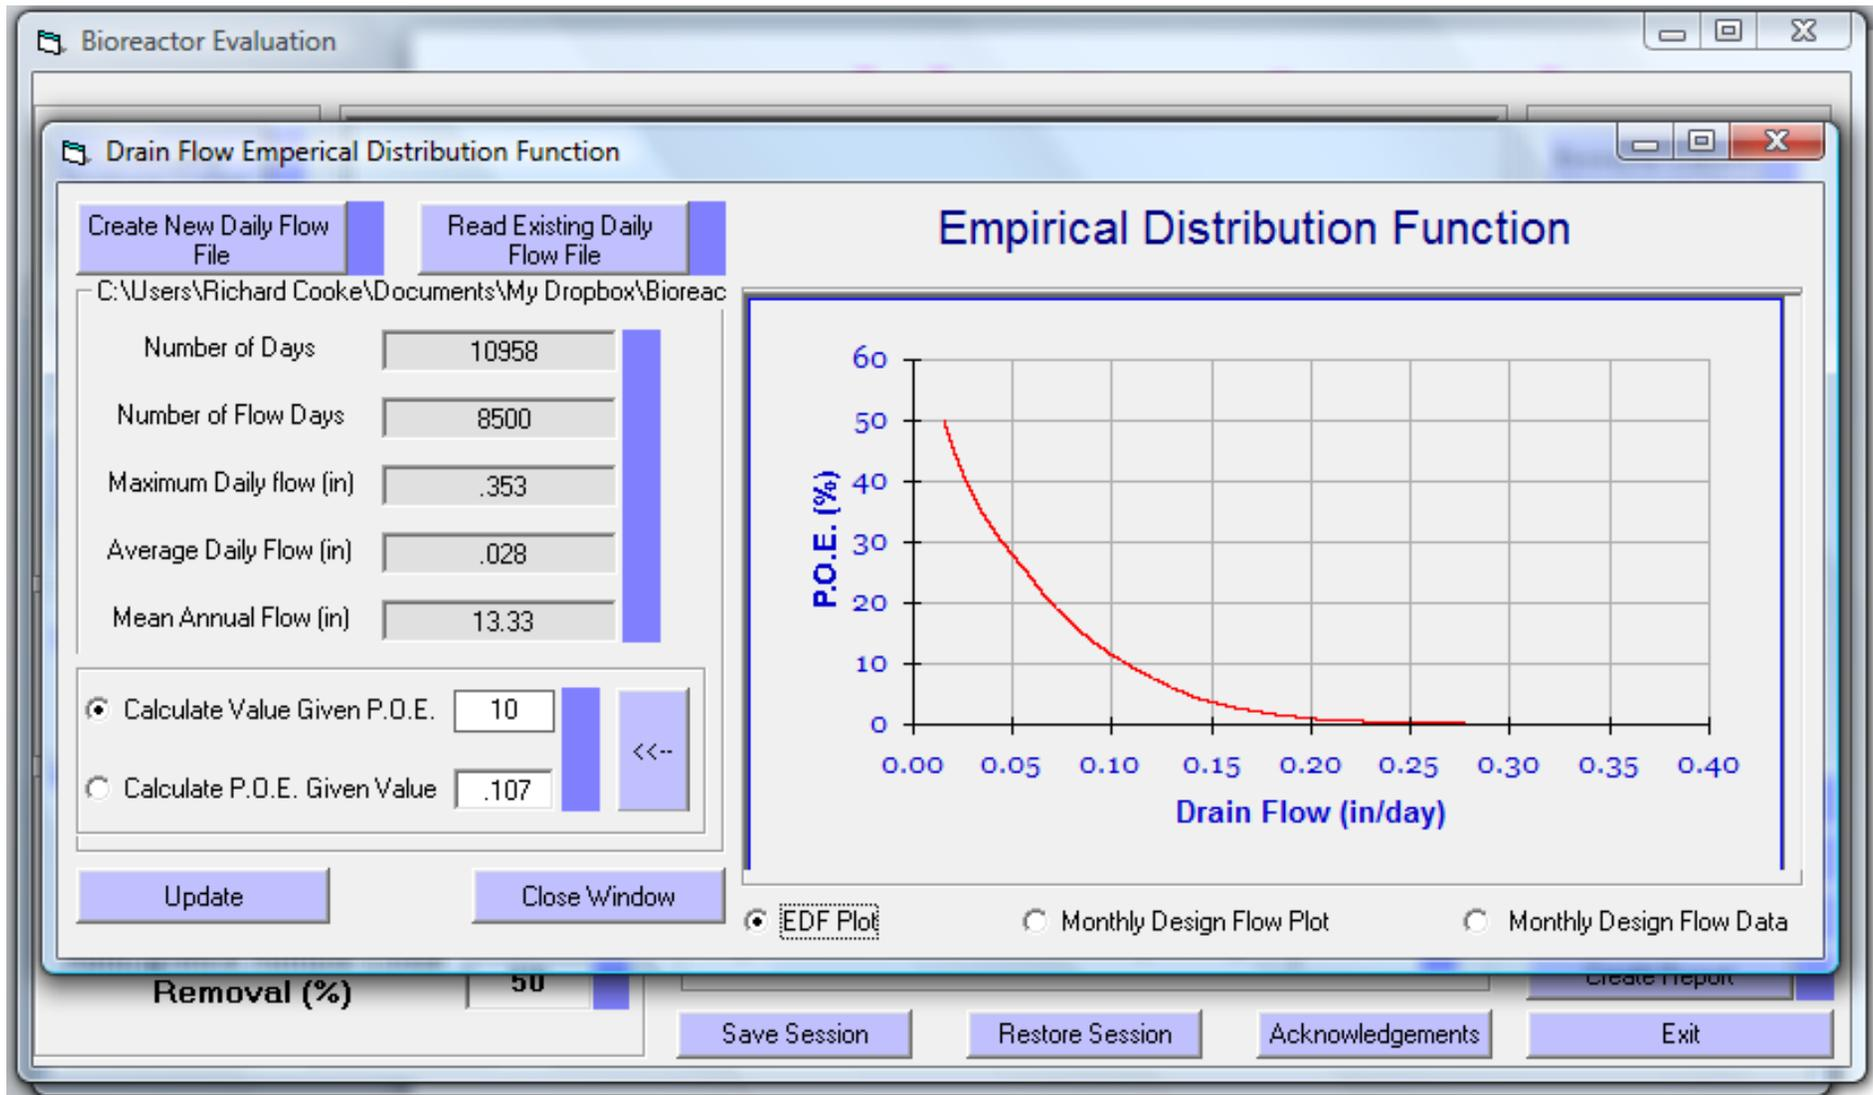 Bioreactor Evaluation
Drain Flow Emperical Distribution Function
Create New Daily Flow
File
Read Existing Daily
Flow File
C:\Users\Richard Cooke\Documents\My Dropbox\Bioreac
Number of Days
10958
Number of Flow Days
8500
Maximum Daily flow (in)
.353
Average Daily Flow (in)
.028
Mean Annual Flow (in)
13.33
Calculate Value Given P.O.E.
10
Calculate P.O.E. Given Value
.107
<<--
Update
Close Window
Empirical Distribution Function
P.O.E. (%)
60
50
40
30
20
10
0
0.00 0.05 0.10 0.15 0.20 0.25 0.30 0.35 0.40
Drain Flow (in/day)
EDF Plot
Monthly Design Flow Plot
Monthly Design Flow Data
Removal (%)
50
Create Report
Save Session
Restore Session
Acknowledgements
Exit